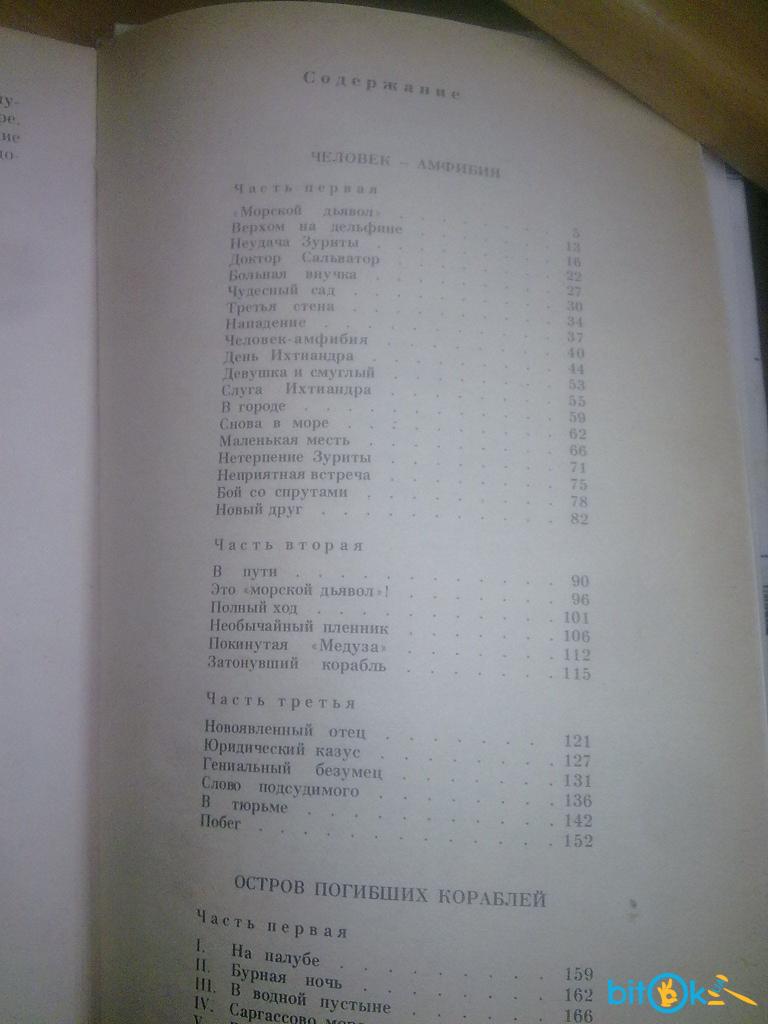 Содержание
ЧЕЛОВЕК – АМФИБИЯ
Часть первая
«Морской дьявол» . . . . . 5
Верхом на дельфине . . . . . 13
Неудача Зуриты . . . . . 16
Доктор Сальватор . . . . . 22
Больная внучка . . . . . 27
Чудесный сад . . . . . 30
Третья стена . . . . . 34
Нападение . . . . . 37
Человек-амфибия . . . . . 40
День Ихтиандра . . . . . 44
Девушка и смуглый . . . . . 53
Слуга Ихтиандра . . . . . 55
В городе . . . . . 59
Снова в море . . . . . 62
Маленькая месть . . . . . 66
Нетерпение Зуриты . . . . . 71
Неприятная встреча . . . . . 75
Бой со спрутами . . . . . 78
Новый друг . . . . . 82
Часть вторая
В пути . . . . . 90
Это «морской дьявол»! . . . . . 96
Полный ход . . . . . 101
Необычайный пленник . . . . . 106
Покинутая «Медуза» . . . . . 112
Затонувший корабль . . . . . 115
Часть третья
Новоявленный отец . . . . . 121
Юридический казус . . . . . 127
Гениальный безумец . . . . . 131
Слово подсудимого . . . . . 136
В тюрьме . . . . . 142
Побег . . . . . 152
ОСТРОВ ПОГИБШИХ КОРАБЛЕЙ
Часть первая
I. На палубе . . . . . 159
II. Бурная ночь . . . . . 162
III. В водной пустыне . . . . . 166
IV. Саргассово
V.
bitok